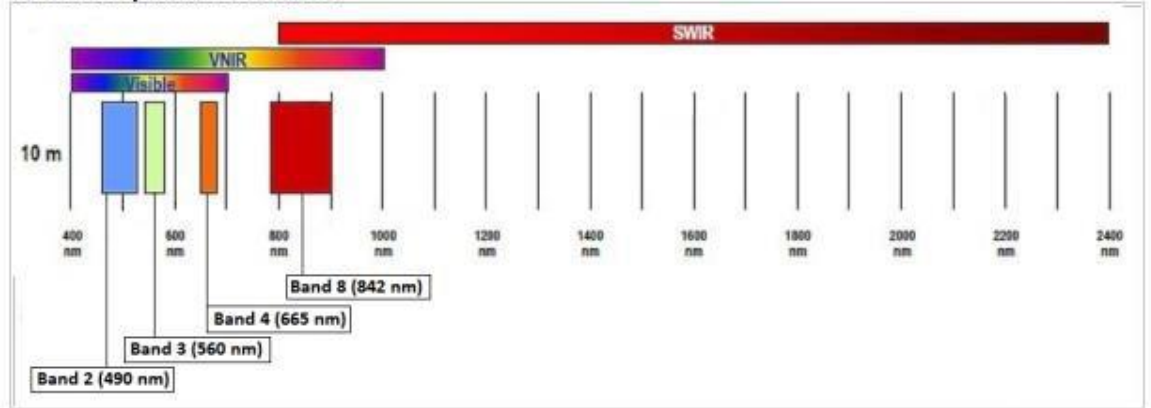 SWIR
VNIR
Visible
10 m
400 nm
600 nm
800 nm
1000 nm
1200 nm
1400 nm
1600 nm
1800 nm
2000 nm
2200 nm
2400 nm
Band 8 (842 nm)
Band 4 (665 nm)
Band 3 (560 nm)
Band 2 (490 nm)